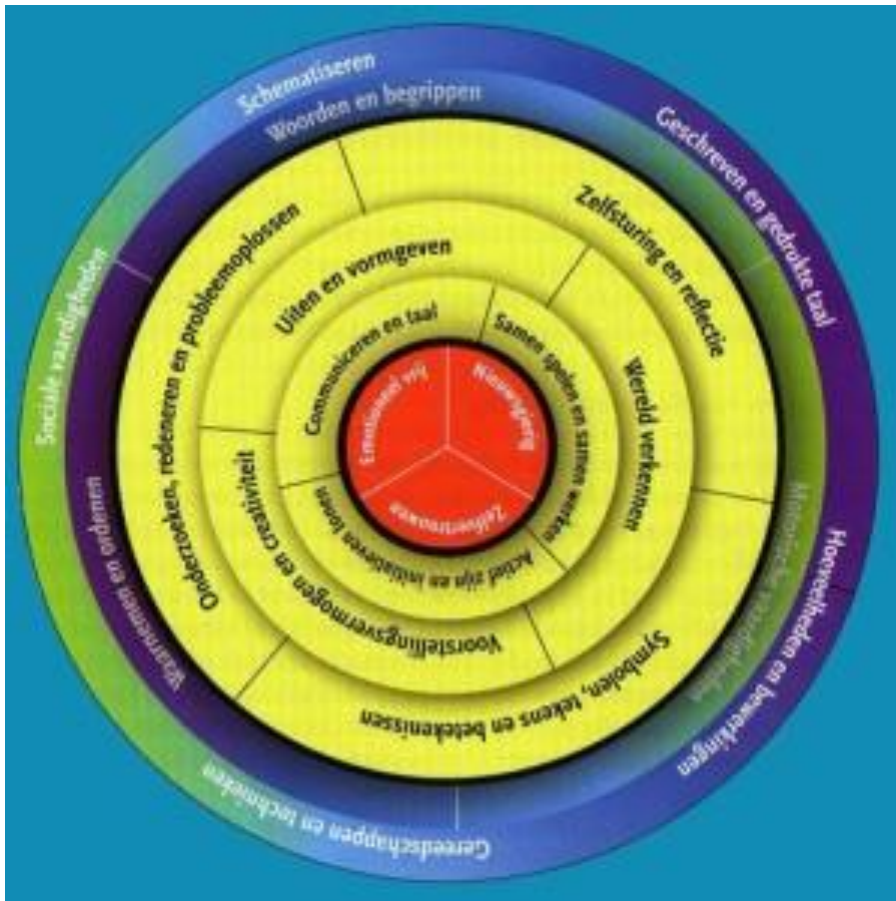 Schematiseren
Woorden en begrippen
Geschreven en gedrukte taal
Zelfsturing en reflectie
Onderzoeken, redeneren en probleemoplossen
Sociale vaardigheden
Uiten en vormgeven
Wereld verkennen
Communiceren en taal
Samen spelen en samen werken
Emotioneel vrij
Nieuwsgierig
Zelfvertrouwen
Actief zijn en initiatieven tonen
Voorstellingsvermogen en creativiteit
Symbolen, tekens en betekenissen
Waarnemen en ordenen
Motorische vaardigheden
Hoeveelheden en bewerkingen
Gereedschappen en technieken